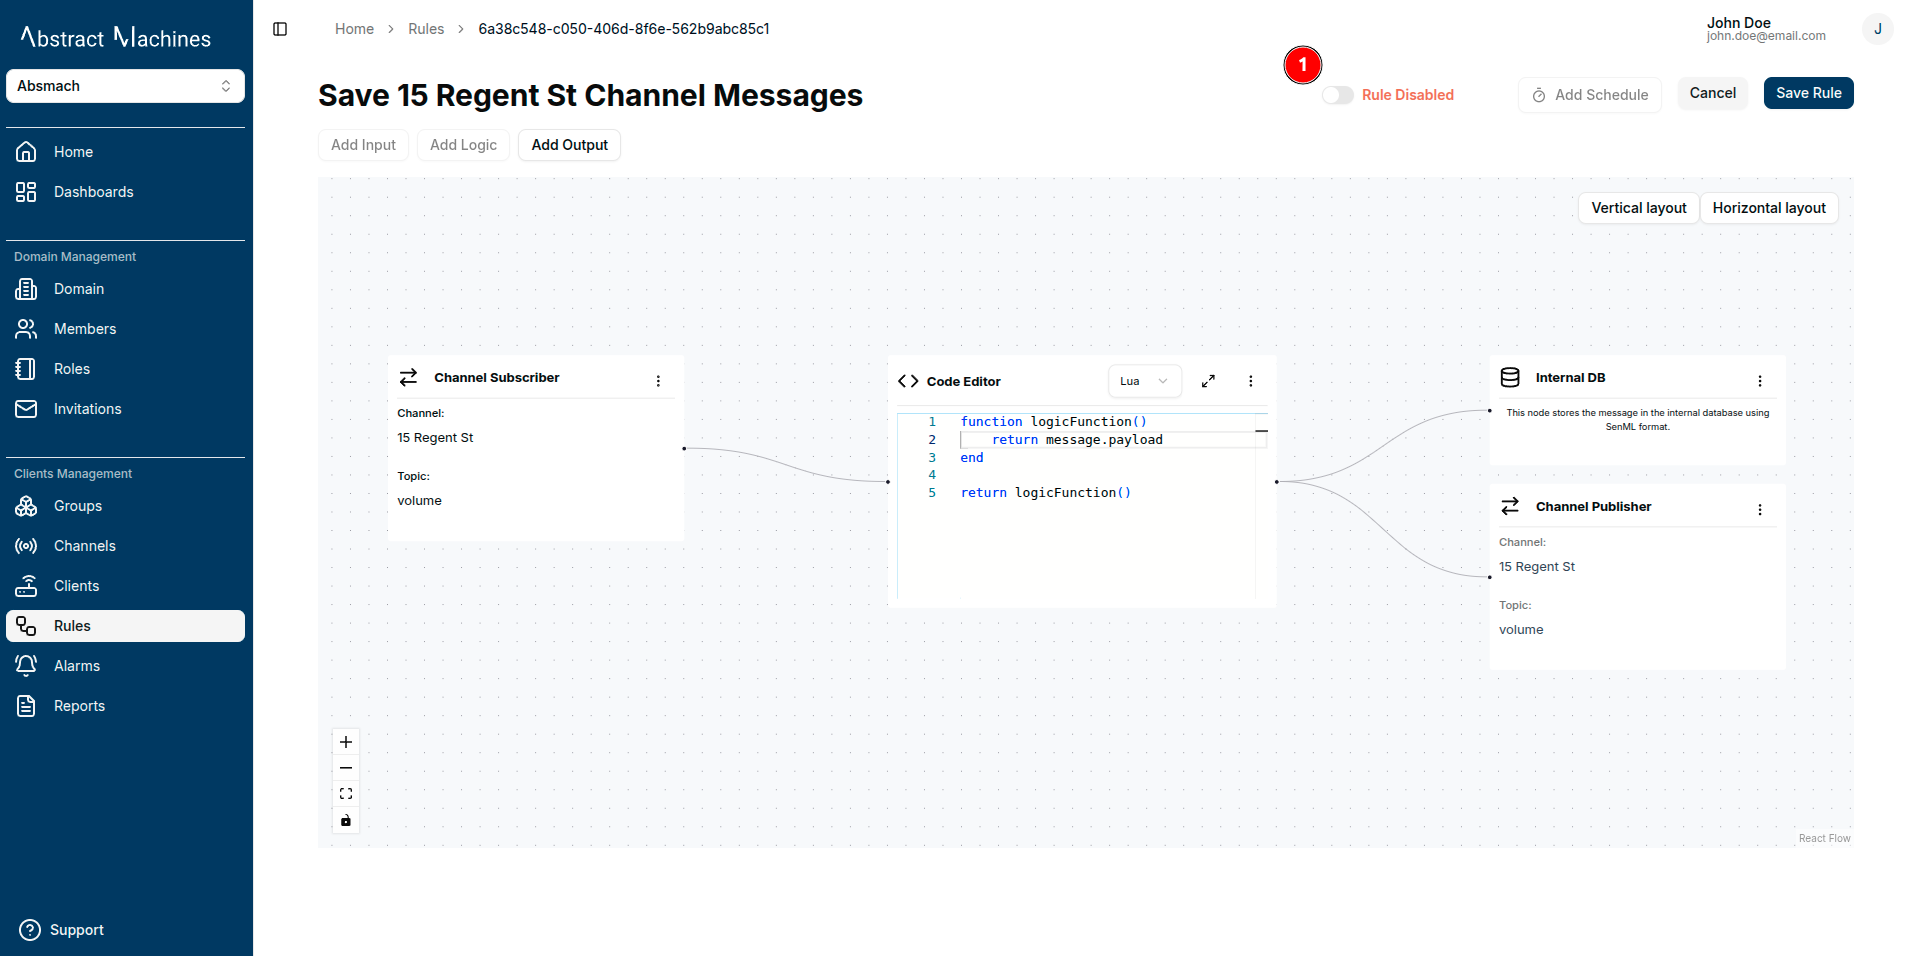 Abstract Machines
Absmach
Home
Dashboards
Domain Management
Domain
Members
Roles
Invitations
Clients Management
Groups
Channels
Clients
Rules
Alarms
Reports
Support
Home > Rules > 6a38c548-c050-406d-8f6e-562b9abc85c1
John Doe
john.doe@email.com
J
1
Save 15 Regent St Channel Messages
Rule Disabled
Add Schedule
Cancel
Save Rule
Add Input
Add Logic
Add Output
Vertical layout
Horizontal layout
Channel Subscriber
Channel:
15 Regent St
Topic:
volume
Code Editor
Lua
1 function logicFunction()
2     return message.payload
3 end
4
5 return logicFunction()
Internal DB
This node stores the message in the internal database using
SenML format.
Channel Publisher
Channel:
15 Regent St
Topic:
volume
React Flow